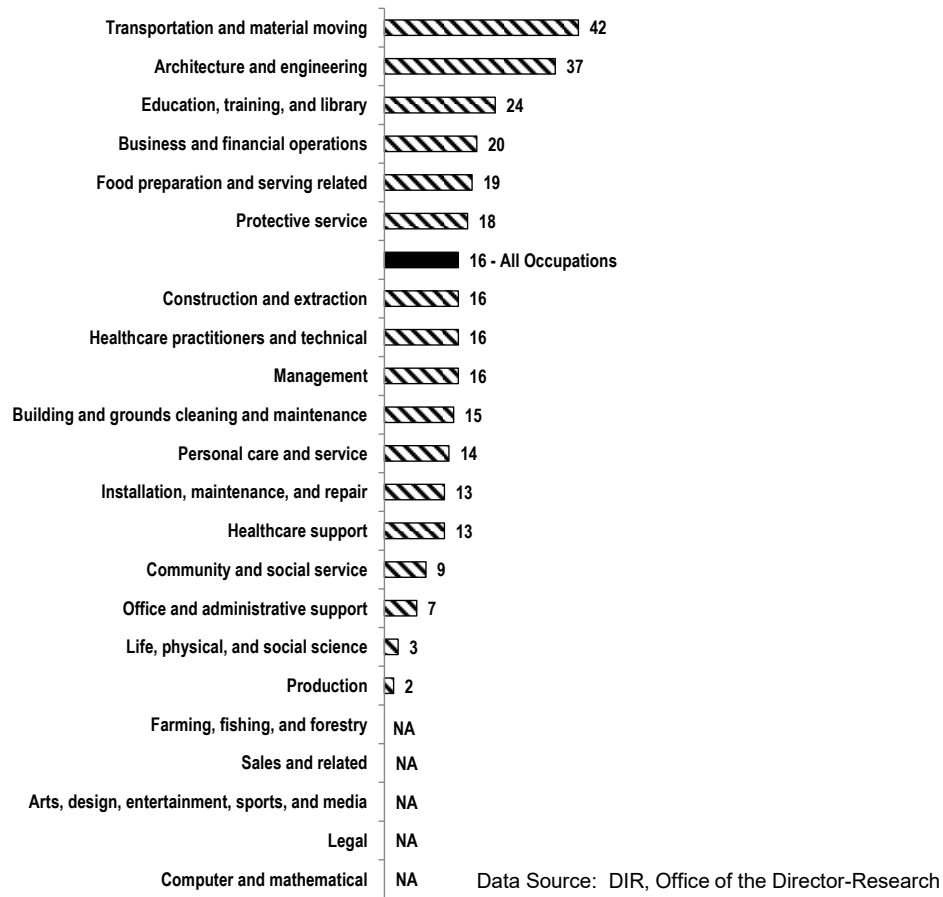 Transportation and material moving 42
Architecture and engineering 37
Education, training, and library 24
Business and financial operations 20
Food preparation and serving related 19
Protective service 18
16 - All Occupations
Construction and extraction 16
Healthcare practitioners and technical 16
Management 16
Building and grounds cleaning and maintenance 15
Personal care and service 14
Installation, maintenance, and repair 13
Healthcare support 13
Community and social service 9
Office and administrative support 7
Life, physical, and social science 3
Production 2
Farming, fishing, and forestry NA
Sales and related NA
Arts, design, entertainment, sports, and media NA
Legal NA
Computer and mathematical NA Data Source: DIR, Office of the Director-Research